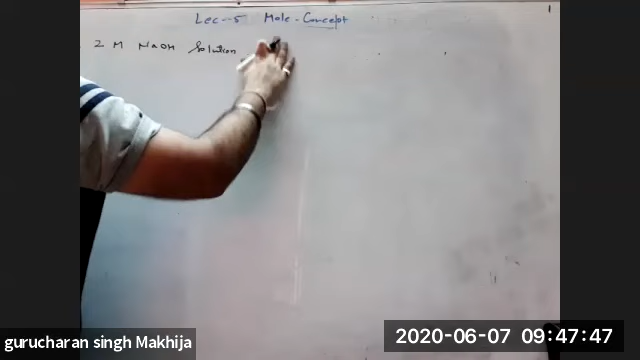 Lec-5 Mole-Concept
2 M NaOH Solution
gurucharan singh Makhija
2020-06-07 09:47:47